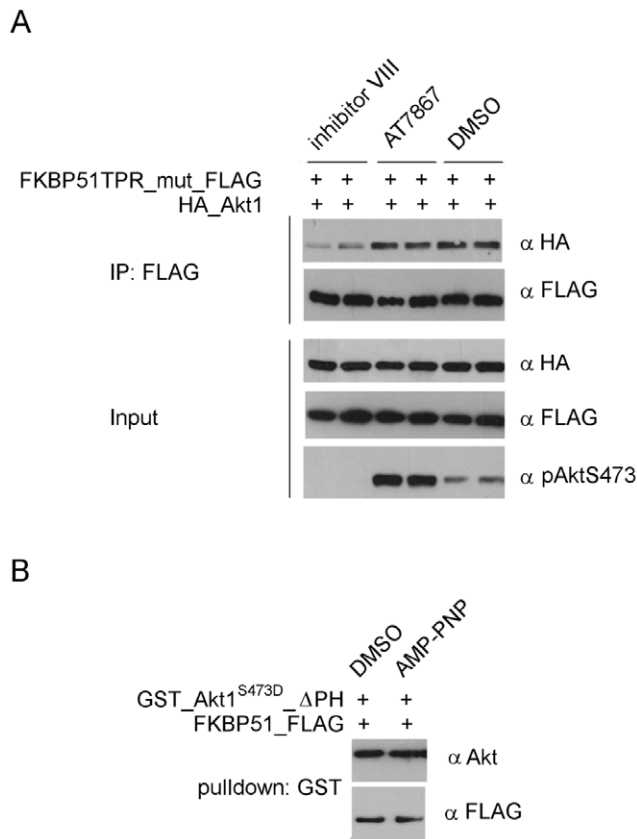 A
inhibitor VIII
AT7867
DMSO
FKBP51TPR_mut_FLAG + + + + + +
HA_Akt1 + + + + + +
IP: FLAG
α HA
α FLAG
Input
α HA
α FLAG
α pAktS473
B
DMSO
AMP-PNP
GST_Akt1S473D_ΔPH + +
FKBP51_FLAG + +
pulldown: GST
α Akt
α FLAG